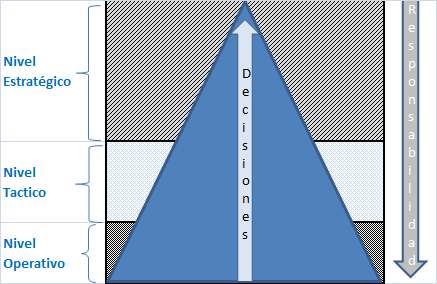 Nivel
Estratégico
Nivel
Tactico
Nivel
Operativo
Decisiones
Responsabilidad